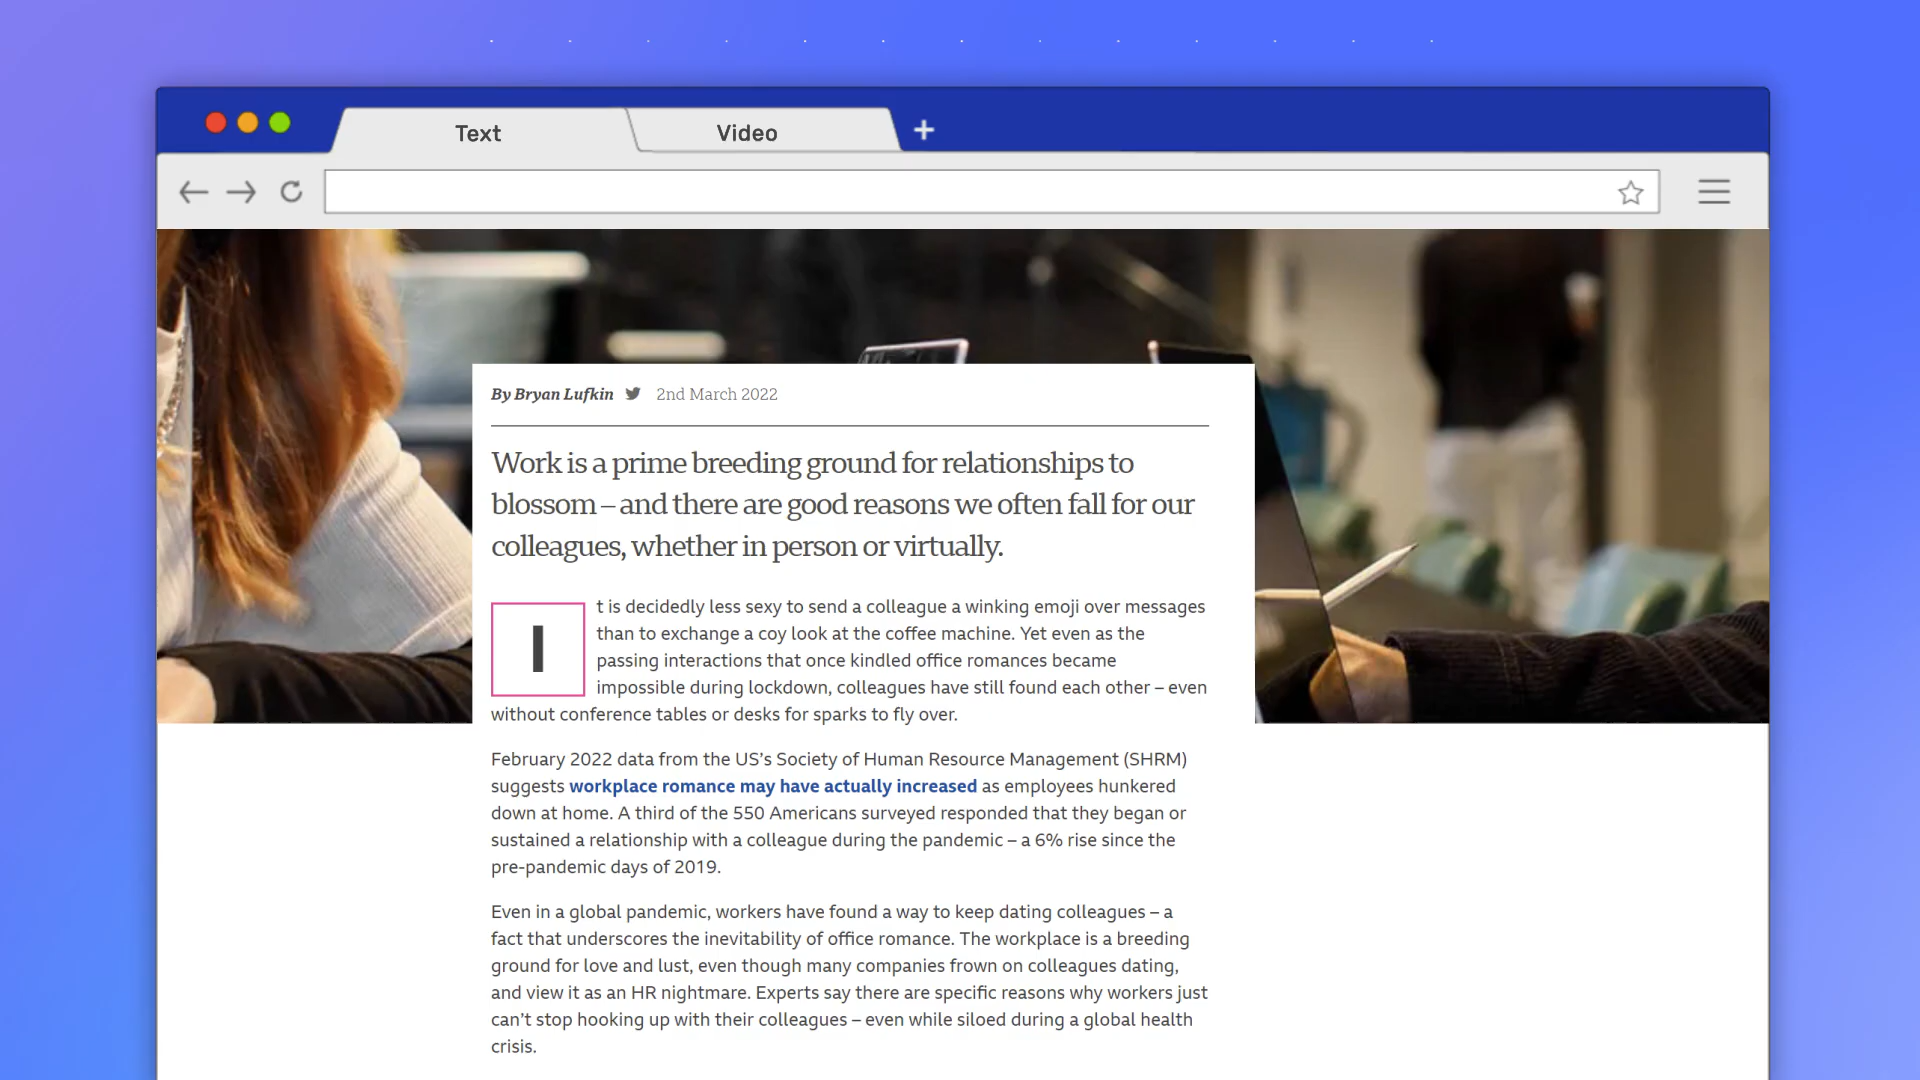 Text
Video
By Bryan Lufkin
2nd March 2022
Work is a prime breeding ground for relationships to
blossom – and there are good reasons we often fall for our
colleagues, whether in person or virtually.
I
t is decidedly less sexy to send a colleague a winking emoji over messages
than to exchange a coy look at the coffee machine. Yet even as the
passing interactions that once kindled office romances became
impossible during lockdown, colleagues have still found each other – even
without conference tables or desks for sparks to fly over.
February 2022 data from the US’s Society of Human Resource Management (SHRM)
suggests workplace romance may have actually increased as employees hunkered
down at home. A third of the 550 Americans surveyed responded that they began or
sustained a relationship with a colleague during the pandemic – a 6% rise since the
pre-pandemic days of 2019.
Even in a global pandemic, workers have found a way to keep dating colleagues – a
fact that underscores the inevitability of office romance. The workplace is a breeding
ground for love and lust, even though many companies frown on colleagues dating,
and view it as an HR nightmare. Experts say there are specific reasons why workers just
can’t stop hooking up with their colleagues – even while siloed during a global health
crisis.